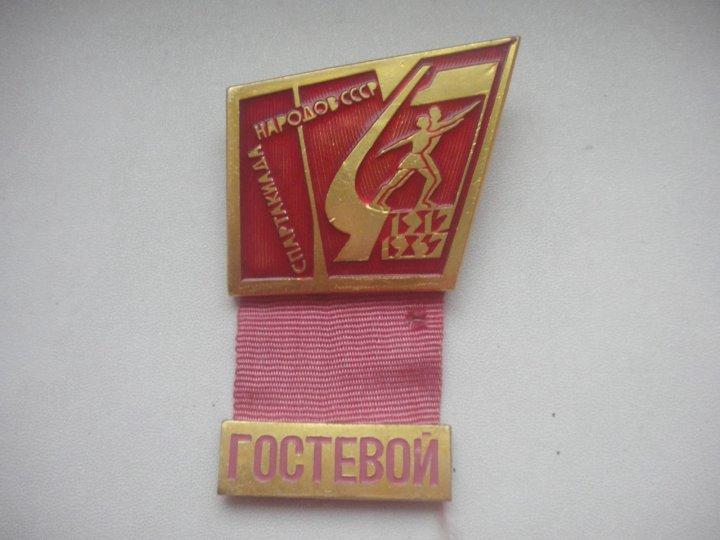 СПАРТАКИАДА
НАРОДОВ СССР
1917
1967
ГОСТЕВОЙ